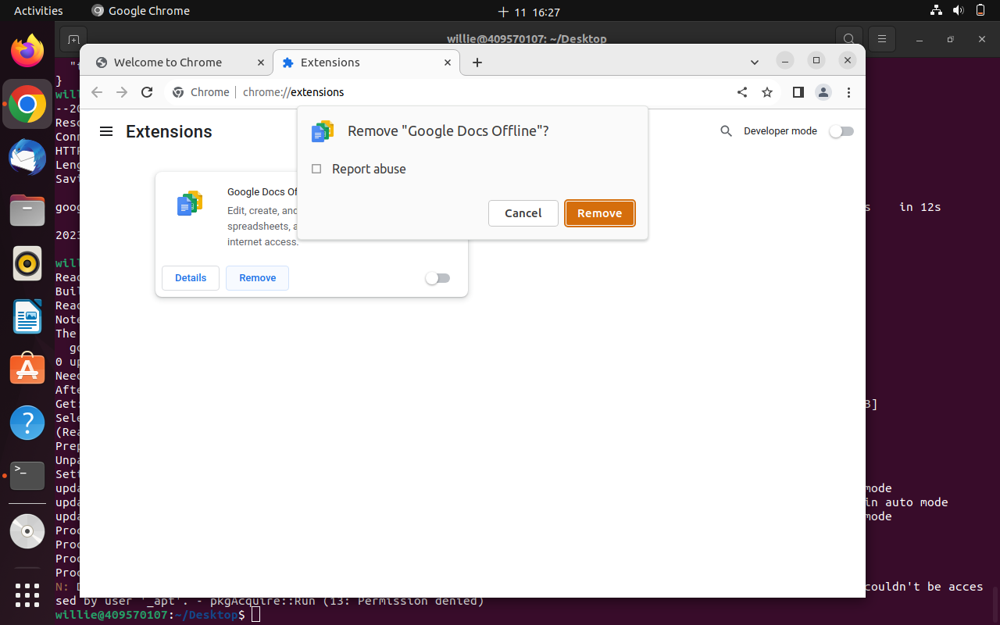 Activities
Google Chrome
11 16:27
willie@409570107: ~/Desktop
Welcome to Chrome
Extensions
Chrome
chrome://extensions
Extensions
Developer mode
Remove "Google Docs Offline"?
Report abuse
Cancel
Remove
Google Docs Of
Edit, create, and
spreadsheets, a
internet access.
Details
Remove
}
will
--20
Reso
Conn
HTTP
Leng
Savi
goog
s in 12s
2023
will
Read
Buil
Read
Note
The
go
0 up
Need
Afte
Get:
B]
Sele
(Rea
Prep
Unpa
Sett
upda
mode
upda
in auto mode
upda
mode
Proc
Proc
Proc
Proc
N: D
couldn't be acces
sed by user '_apt'. - pkgAcquire::Run (13: Permission denied)
willie@409570107:~/Desktop$